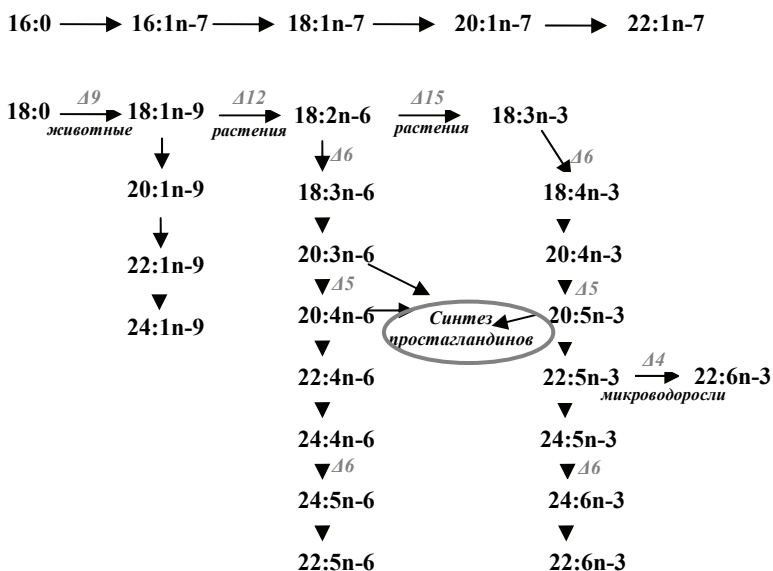 16:0 16:1n-7 18:1n-7 20:1n-7 22:1n-7
Δ9 Δ12 Δ15
18:0 18:1n-9 18:2n-6 18:3n-3
животные растения растения
Δ6 Δ6
20:1n-9 18:3n-6 18:4n-3
22:1n-9 20:3n-6 20:4n-3
Δ5 Δ5
24:1n-9 20:4n-6 Синтез 20:5n-3
простагландинов
Δ4
22:4n-6 22:5n-3 22:6n-3
микроводоросли
24:4n-6 24:5n-3
Δ6 Δ6
24:5n-6 24:6n-3
22:5n-6 22:6n-3